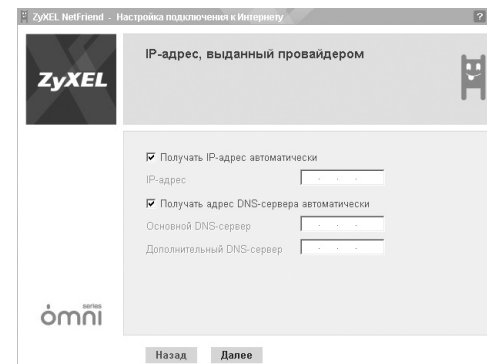 ZyXEL NetFriend - Настройка подключения к Интернету
?
IP-адрес, выданный провайдером
ZyXEL
Получать IP-адрес автоматически
IP-адрес
Получать адрес DNS-сервера автоматически
Основной DNS-сервер
Дополнительный DNS-сервер
series
omni
Назад Далее